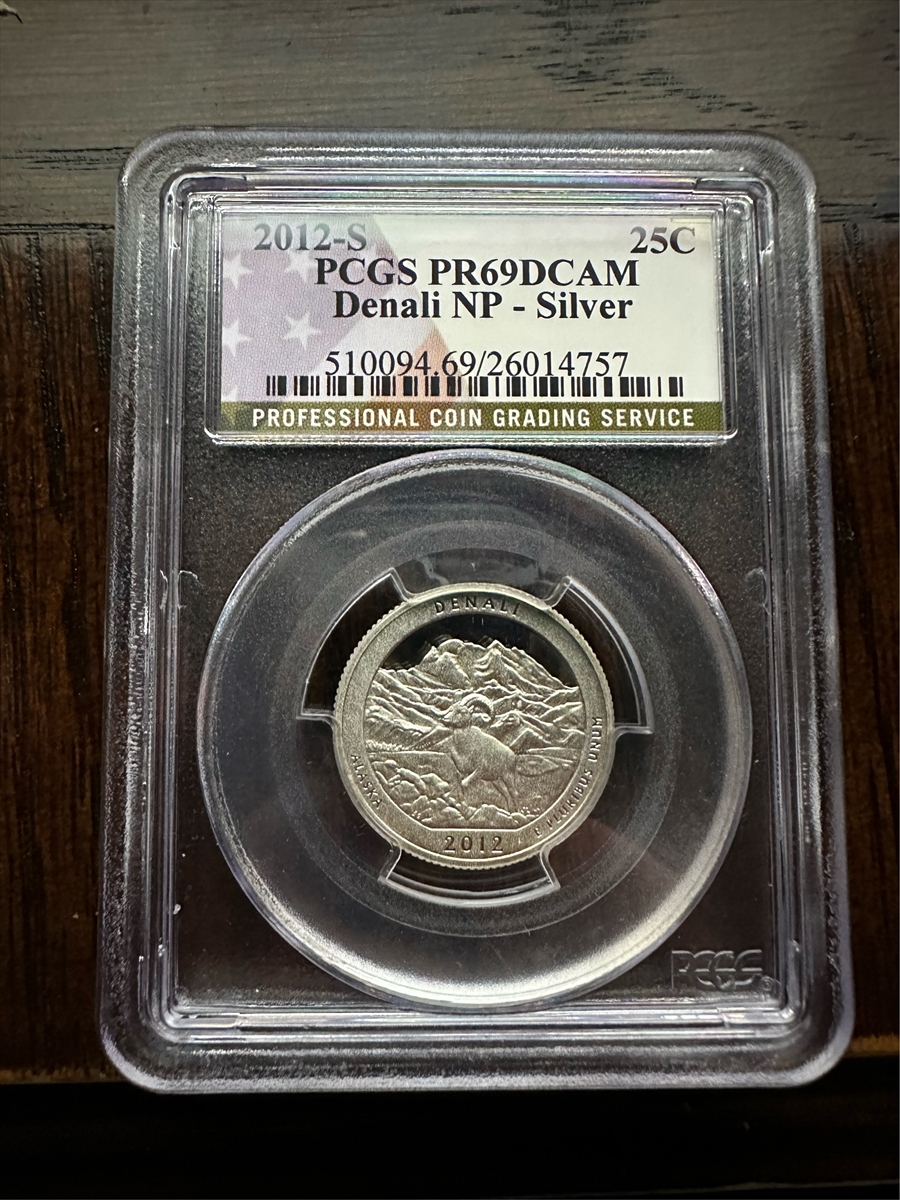 2012-S 25C
PCGS PR69DCAM
Denali NP - Silver
510094.69/26014757
PROFESSIONAL COIN GRADING SERVICE
DENALI
ALASKA
E PLURIBUS UNUM
2012
PCGS